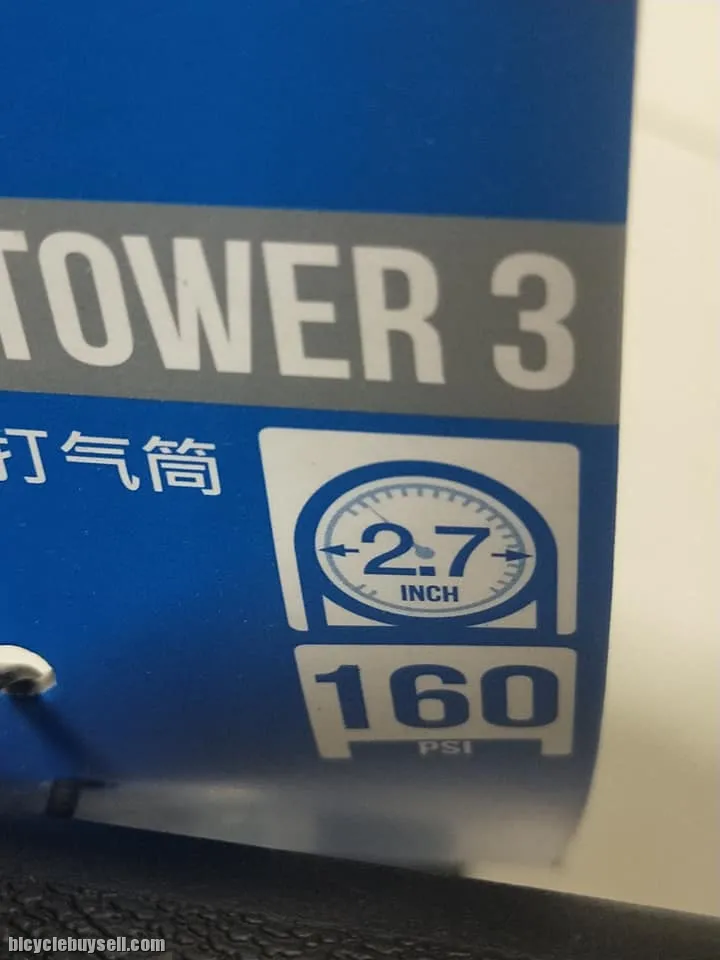 TOWER 3
打气筒
2.7
INCH
160
PSI
bicyclebuysell.com